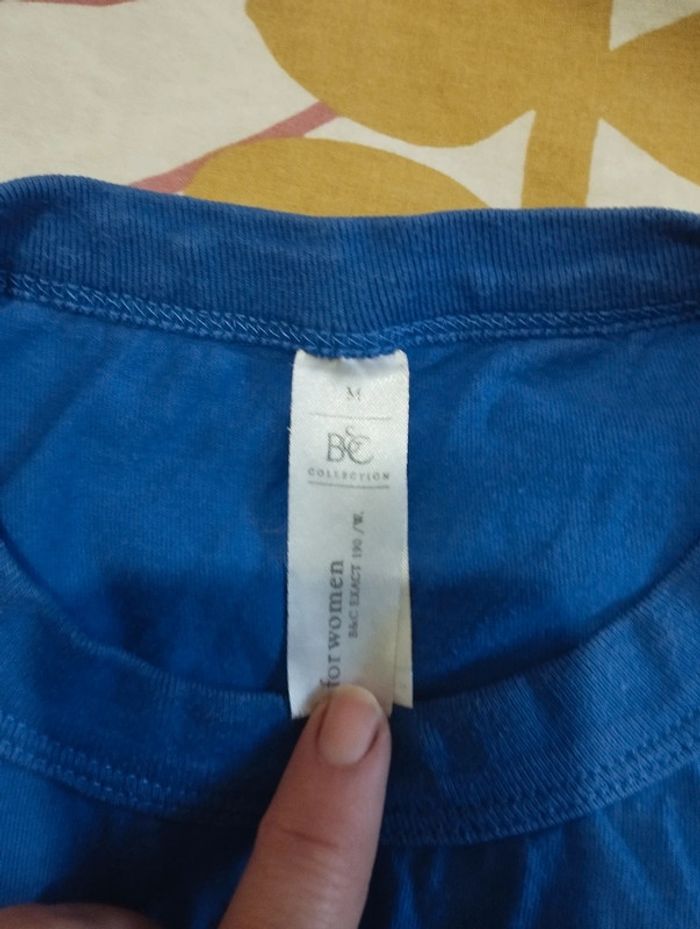 M
B&C
COLLECTION
for women
B&C EXACT 190 /W.